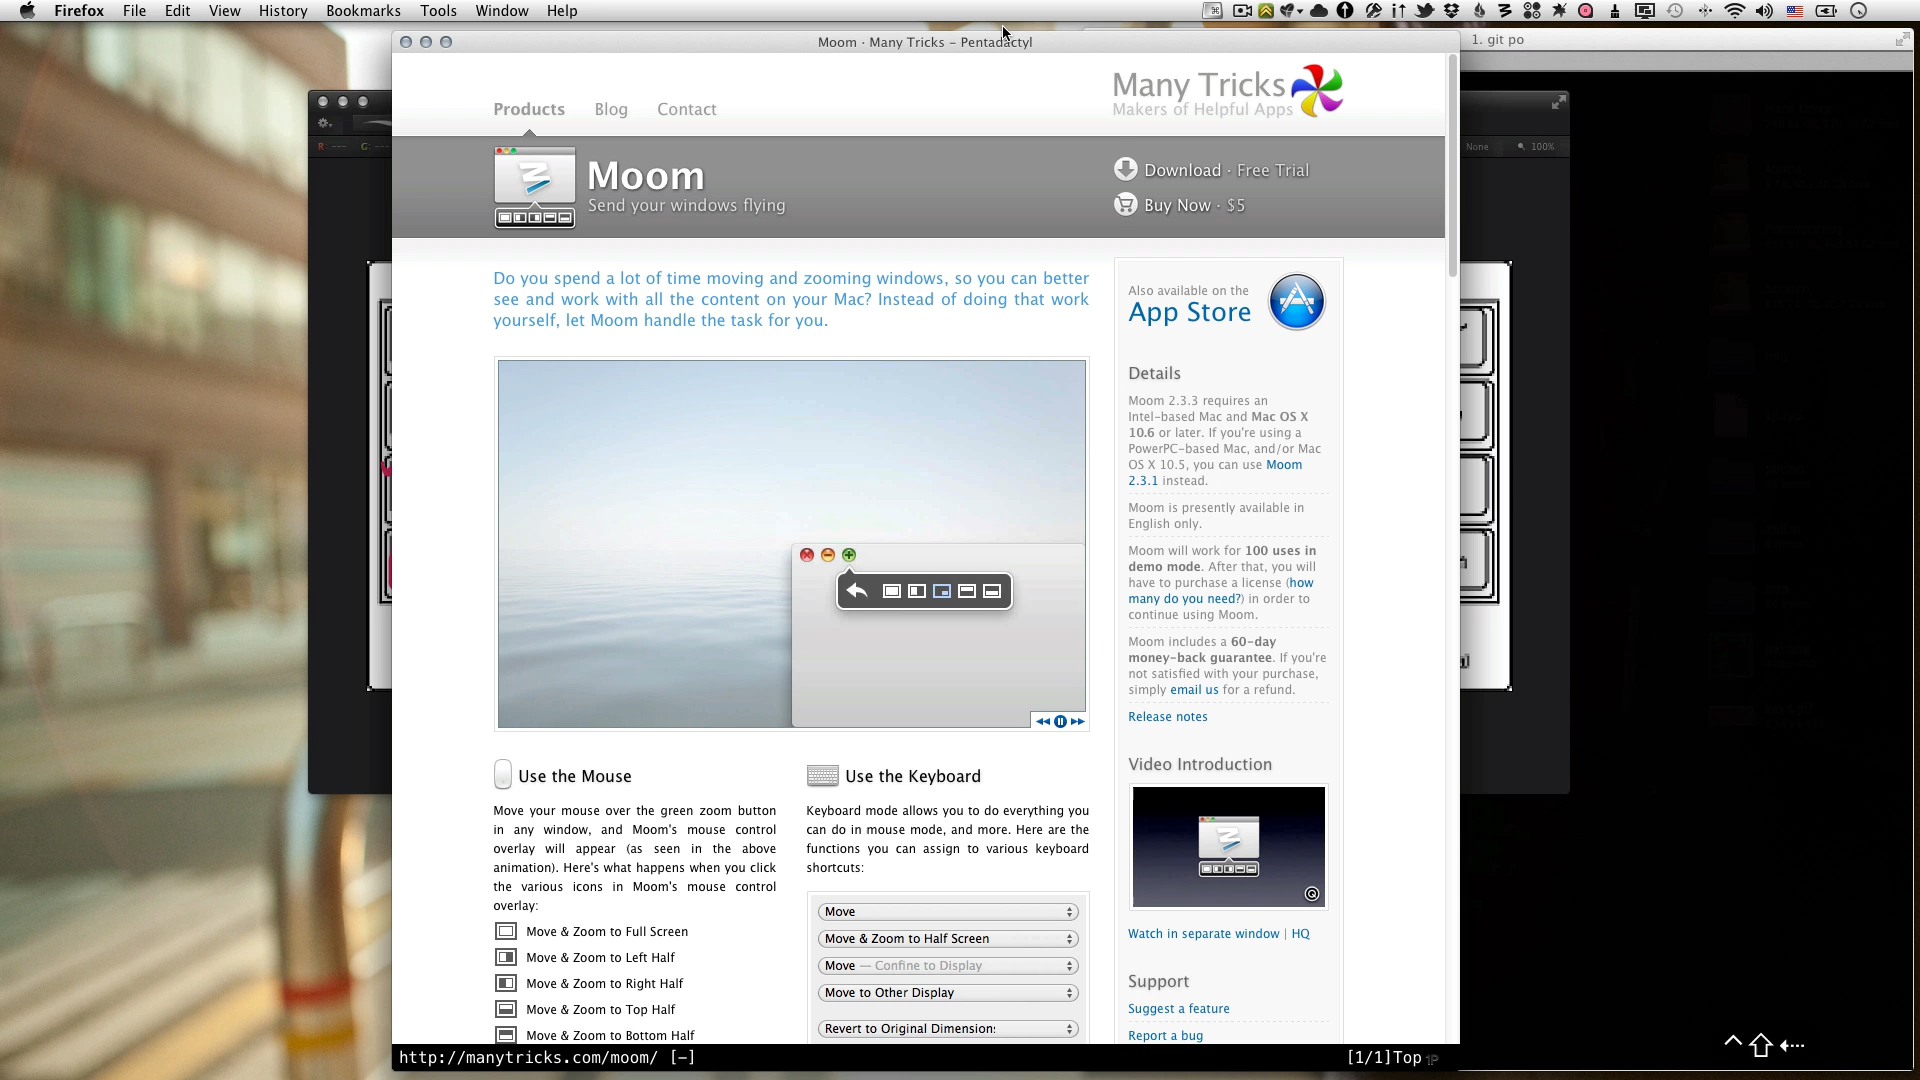 Firefox File Edit View History Bookmarks Tools Window Help
Moom · Many Tricks – Pentadactyl
1. git po
Products Blog Contact
Many Tricks
Makers of Helpful Apps
R: --- G: ---
None 100%
Moom
Send your windows flying
Download · Free Trial
Buy Now · $5
Do you spend a lot of time moving and zooming windows, so you can better
see and work with all the content on your Mac? Instead of doing that work
yourself, let Moom handle the task for you.
Use the Mouse
Move your mouse over the green zoom button
in any window, and Moom's mouse control
overlay will appear (as seen in the above
animation). Here's what happens when you click
the various icons in Moom's mouse control
overlay:
Move & Zoom to Full Screen
Move & Zoom to Left Half
Move & Zoom to Right Half
Move & Zoom to Top Half
Move & Zoom to Bottom Half
Use the Keyboard
Keyboard mode allows you to do everything you
can do in mouse mode, and more. Here are the
functions you can assign to various keyboard
shortcuts:
Move
Move & Zoom to Half Screen
Move — Confine to Display
Move to Other Display
Revert to Original Dimensions
Also available on the
App Store
Details
Moom 2.3.3 requires an
Intel-based Mac and Mac OS X
10.6 or later. If you're using a
PowerPC-based Mac, and/or Mac
OS X 10.5, you can use Moom
2.3.1 instead.
Moom is presently available in
English only.
Moom will work for 100 uses in
demo mode. After that, you will
have to purchase a license (how
many do you need?) in order to
continue using Moom.
Moom includes a 60-day
money-back guarantee. If you're
not satisfied with your purchase,
simply email us for a refund.
Release notes
Video Introduction
Watch in separate window | HQ
Support
Suggest a feature
Report a bug
http://manytricks.com/moom/ [-] [1/1]Top